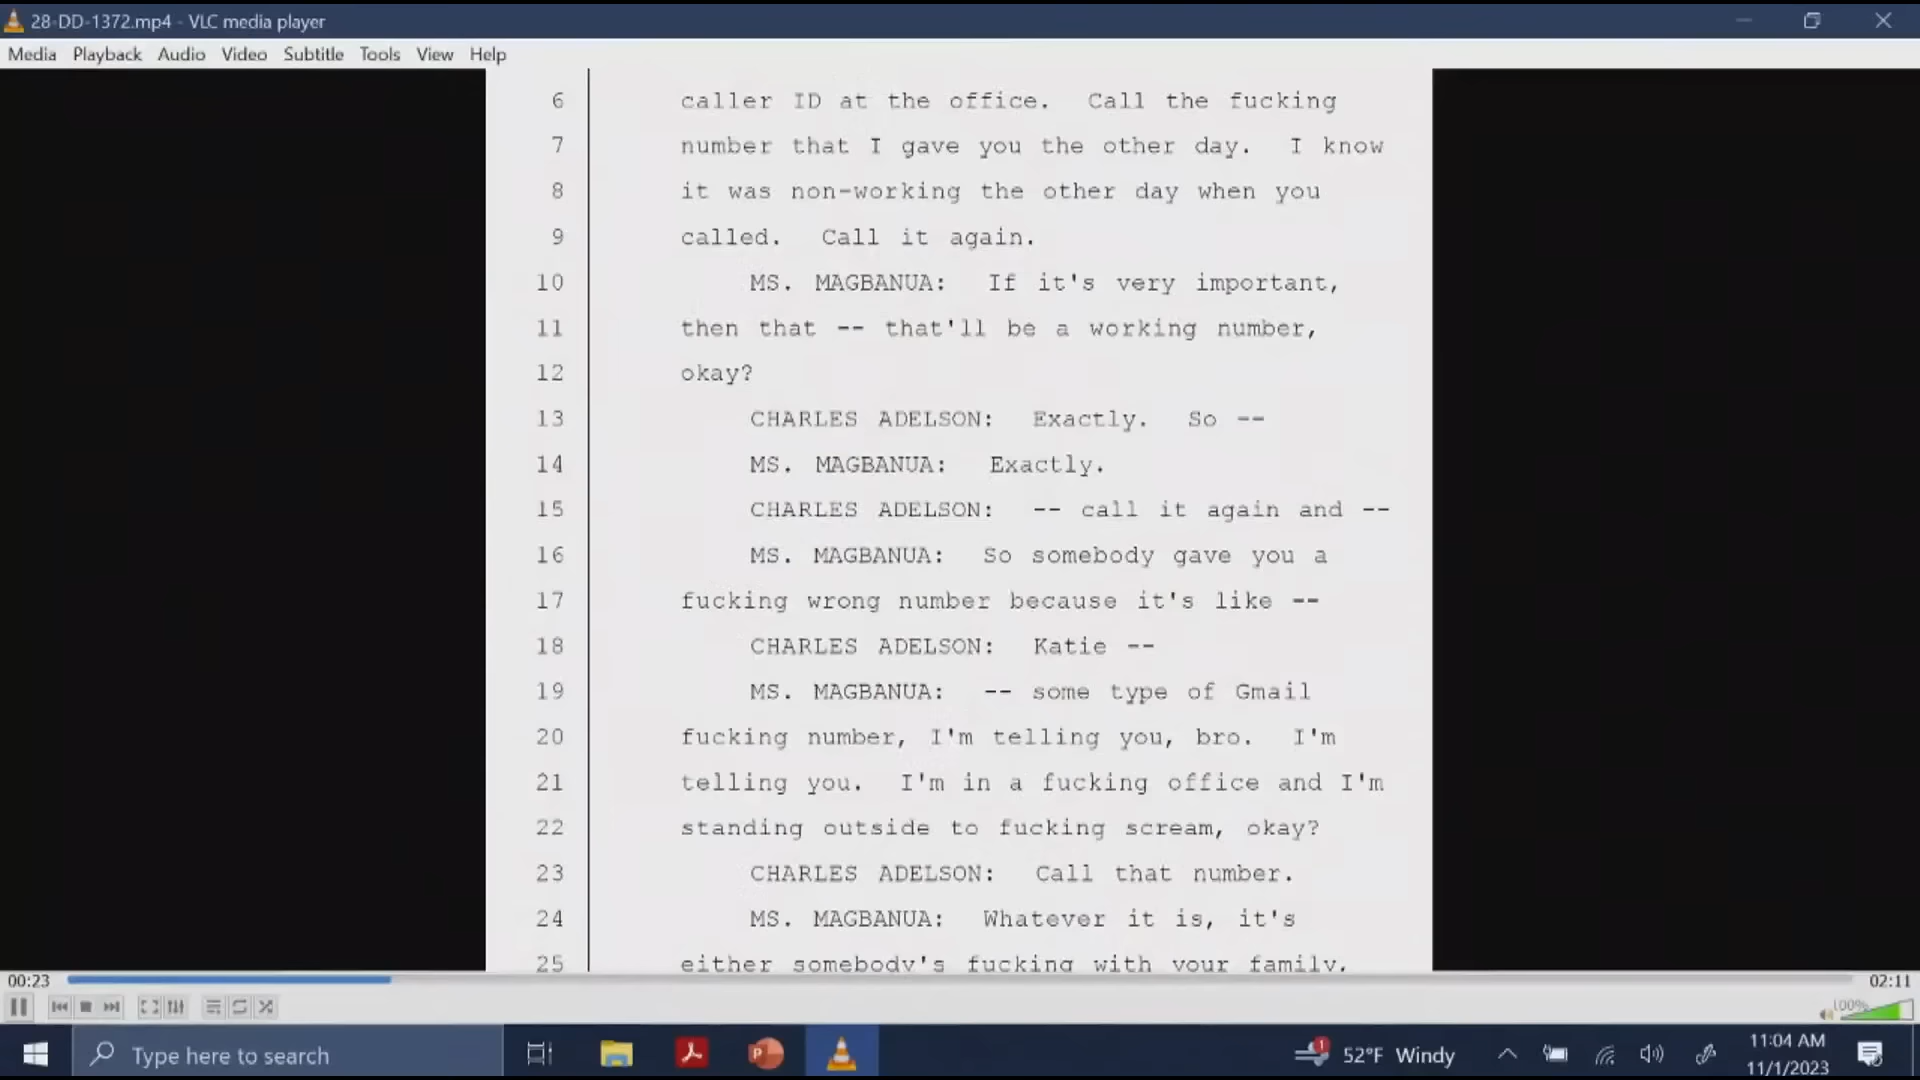 28-DD-1372.mp4 - VLC media player
Media Playback Audio Video Subtitle Tools View Help
6 caller ID at the office. Call the fucking
7 number that I gave you the other day. I know
8 it was non-working the other day when you
9 called. Call it again.
10 MS. MAGBANUA: If it's very important,
11 then that -- that'll be a working number,
12 okay?
13 CHARLES ADELSON: Exactly. So --
14 MS. MAGBANUA: Exactly.
15 CHARLES ADELSON: -- call it again and --
16 MS. MAGBANUA: So somebody gave you a
17 fucking wrong number because it's like --
18 CHARLES ADELSON: Katie --
19 MS. MAGBANUA: -- some type of Gmail
20 fucking number, I'm telling you, bro. I'm
21 telling you. I'm in a fucking office and I'm
22 standing outside to fucking scream, okay?
23 CHARLES ADELSON: Call that number.
24 MS. MAGBANUA: Whatever it is, it's
25 either somebody's fucking with your family,
00:23 02:11
100%
Type here to search
1 52°F Windy
11:04 AM
11/1/2023